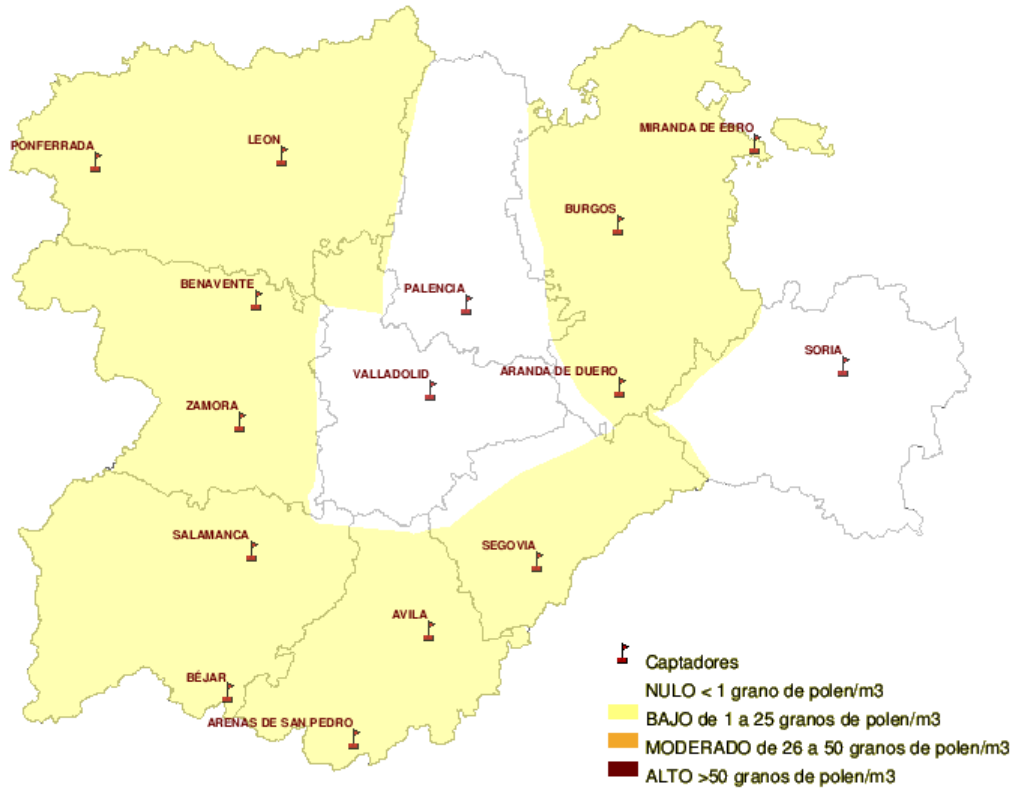 MIRANDA DE EBRO
PONFERRADA
LEON
BURGOS
BENAVENTE
PALENCIA
SORIA
VALLADOLID
ARANDA DE DUERO
ZAMORA
SALAMANCA
SEGOVIA
AVILA
BÉJAR
ARENAS DE SAN PEDRO
Captadores
NULO < 1 grano de polen/m3
BAJO de 1 a 25 granos de polen/m3
MODERADO de 26 a 50 granos de polen/m3
ALTO >50 granos de polen/m3